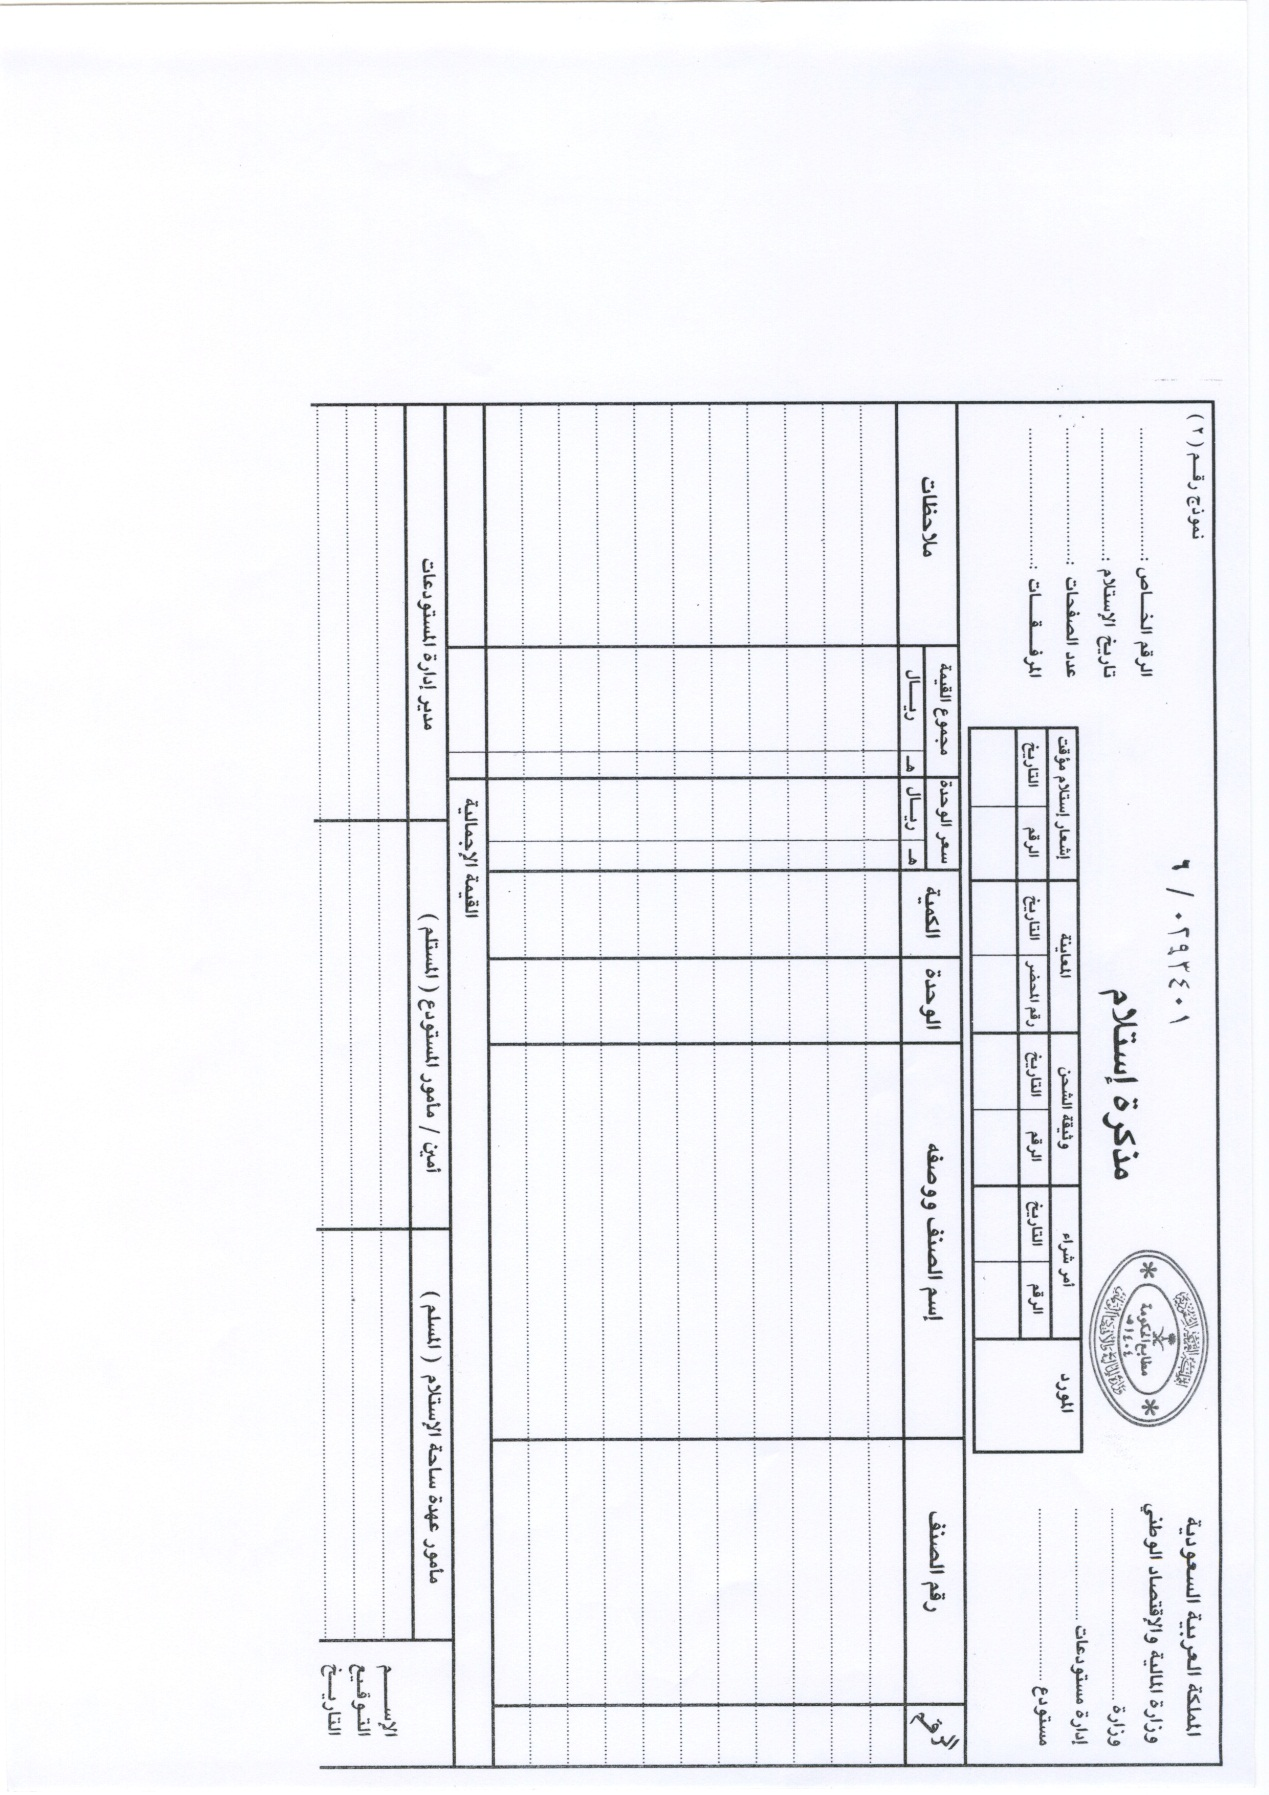 المملكة العربية السعودية
وزارة المالية والإقتصاد الوطني
وزارة ....................
إدارة مستودعات ....................
مستودع ....................
٠٢٩٣٤٠١ / ٦
مذكرة إستلام
مطابع الحكومة
١٤٠٤هـ
نموذج رقم ( ٢ )
الرقم الخاص : ....................
تاريخ الإستلام : ....................
عدد الصفحات : ....................
المرفقات : ....................
المورد أمر شراء وثيقة الشحن المعاينة إشعار إستلام مؤقت
الرقم التاريخ الرقم التاريخ رقم المحضر التاريخ الرقم التاريخ
الرقم رقم الصنف إسم الصنف ووصفه الوحدة الكمية سعر الوحدة مجموع القيمة ملاحظات
هـ ريال هـ ريال
القيمة الإجمالية
مأمور عهدة ساحة الإستلام ( المسلم ) أمين / مامور المستودع ( المستلم ) مدير إدارة المستودعات
الإسم
التوقيع
التاريخ